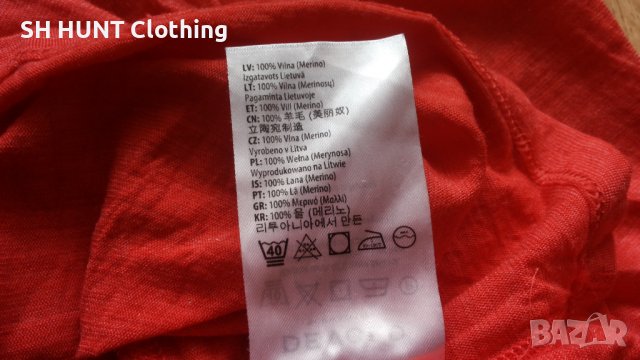 SH HUNT Clothing
LV: 100% Vilna (Merino)
Izgatavots Lietuvā
LT: 100% Vilna (Merinosų)
Pagaminta Lietuvoje
ET: 100% Vill (Merino)
CN: 100% 羊毛 (美丽奴)
立陶宛制造
CZ: 100% Vlna (Merino)
Vyrobeno v Litva
PL: 100% Wełna (Merynosa)
Wyprodukowano na Litwie
IS: 100% Lana (Merino)
PT: 100% Lã (Merino)
GR: 100% Μερινό (Μαλλί)
KR: 100% 울 (메리노)
리투아니아에서 만든
40
BAZAR